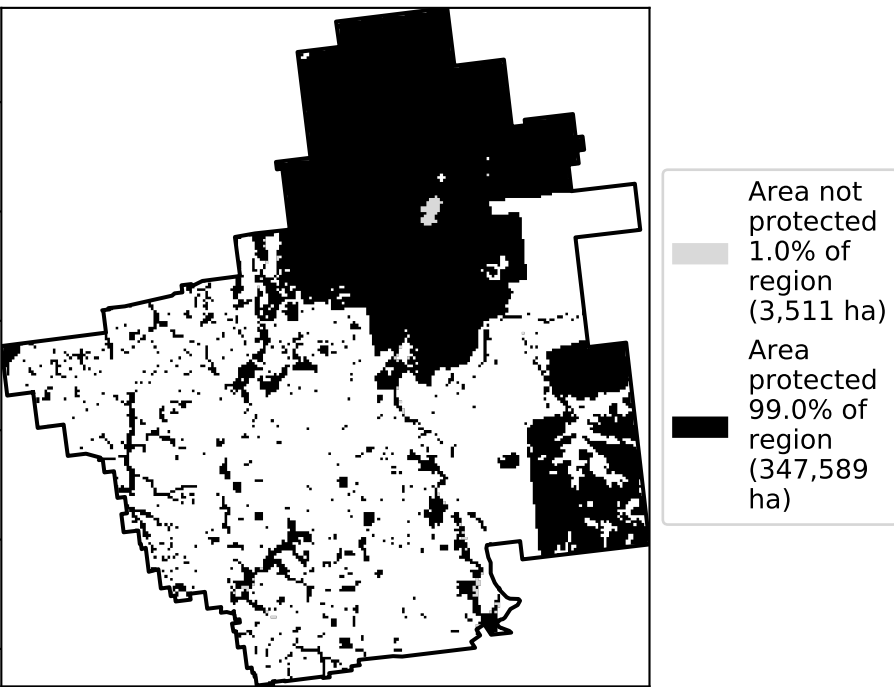 Area not
protected
1.0% of
region
(3,511 ha)
Area
protected
99.0% of
region
(347,589
ha)